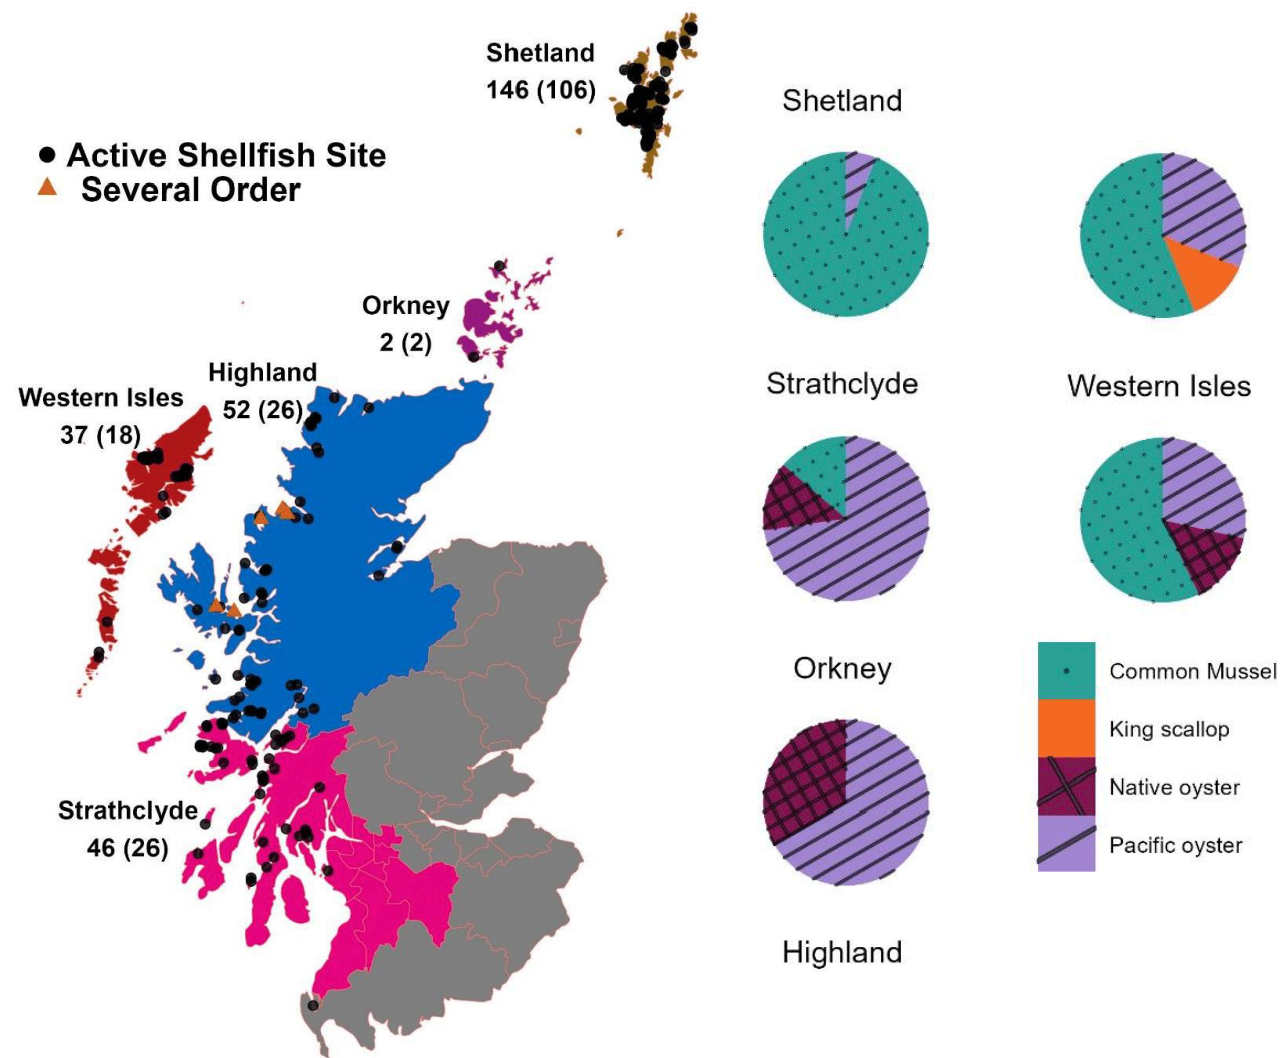 Shetland
146 (106)
Active Shellfish Site
Several Order
Orkney
2 (2)
Highland
52 (26)
Western Isles
37 (18)
Strathclyde
46 (26)
Shetland
Strathclyde
Western Isles
Orkney
Highland
Common Mussel
King scallop
Native oyster
Pacific oyster